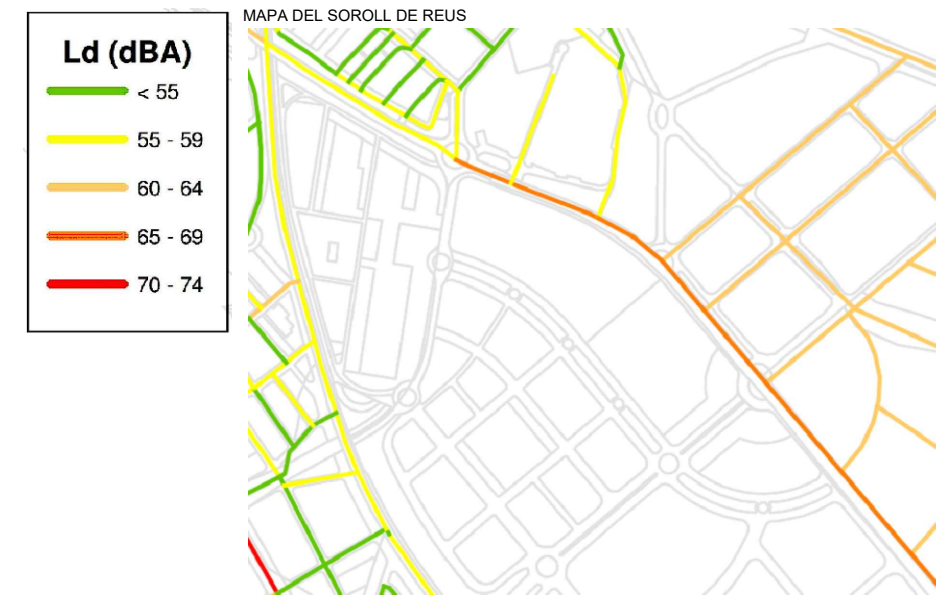 MAPA DEL SOROLL DE REUS
Ld (dBA)
< 55
55 - 59
60 - 64
65 - 69
70 - 74